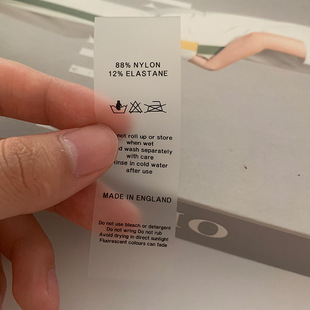 88% NYLON
12% ELASTANE
not roll up or store
when wet
wash separately
with care
rinse in cold water
after use
MADE IN ENGLAND
Do not use bleach or detergent
Do not wring Do not rub
Avoid drying in direct sunlight
Fluorescent colours can fade
IO